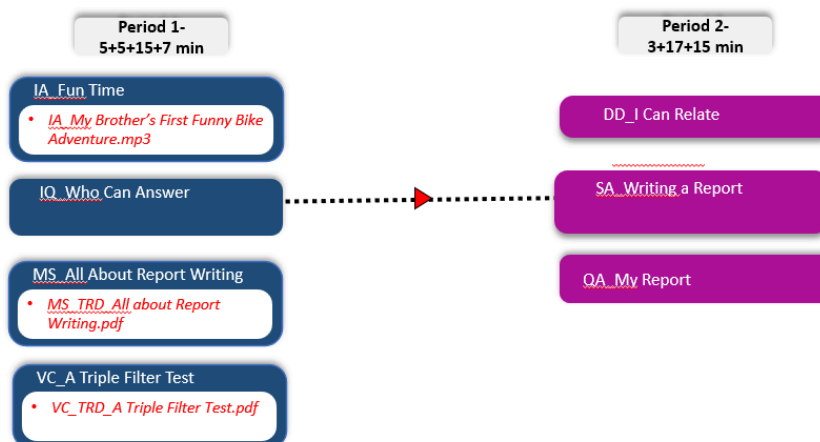 Period 1-
5+5+15+7 min
IA_Fun Time
• IA_My Brother's First Funny Bike
Adventure.mp3
IQ_Who Can Answer
MS_All About Report Writing
• MS_TRD_All about Report
Writing.pdf
VC_A Triple Filter Test
• VC_TRD_A Triple Filter Test.pdf
Period 2-
3+17+15 min
DD_I Can Relate
SA_Writing a Report
QA_My Report